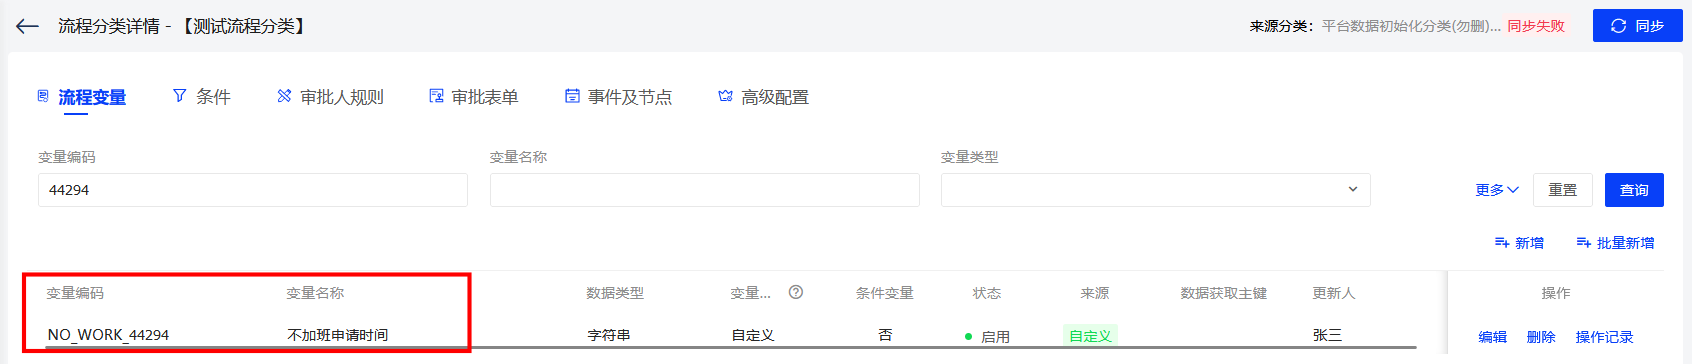 流程分类详情 - 【测试流程分类】
来源分类： 平台数据初始化分类(勿删)... 同步失败
同步
流程变量 条件 审批人规则 审批表单 事件及节点 高级配置
变量编码 变量名称 变量类型
44294
更多 重置 查询
新增 批量新增
变量编码 变量名称 数据类型 变量... 条件变量 状态 来源 数据获取主键 更新人 操作
NO_WORK_44294 不加班申请时间 字符串 自定义 否 启用 自定义 张三 编辑 删除 操作记录